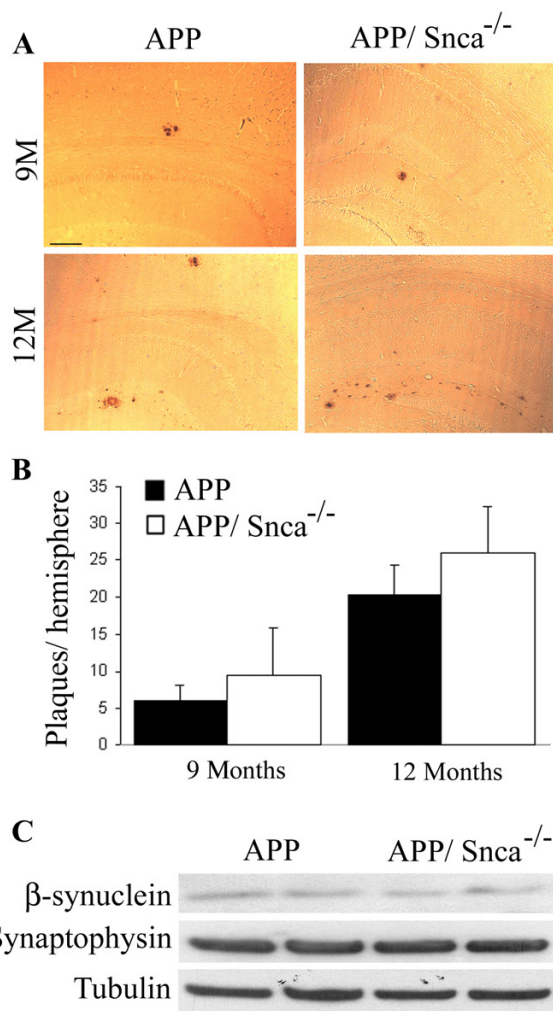 A
APP
APP/ Snca-/-
9M
12M
B
35
30
25
20
15
10
5
0
Plaques/ hemisphere
APP
APP/ Snca-/-
9 Months
12 Months
C
APP
APP/ Snca-/-
β-synuclein
Synaptophysin
Tubulin